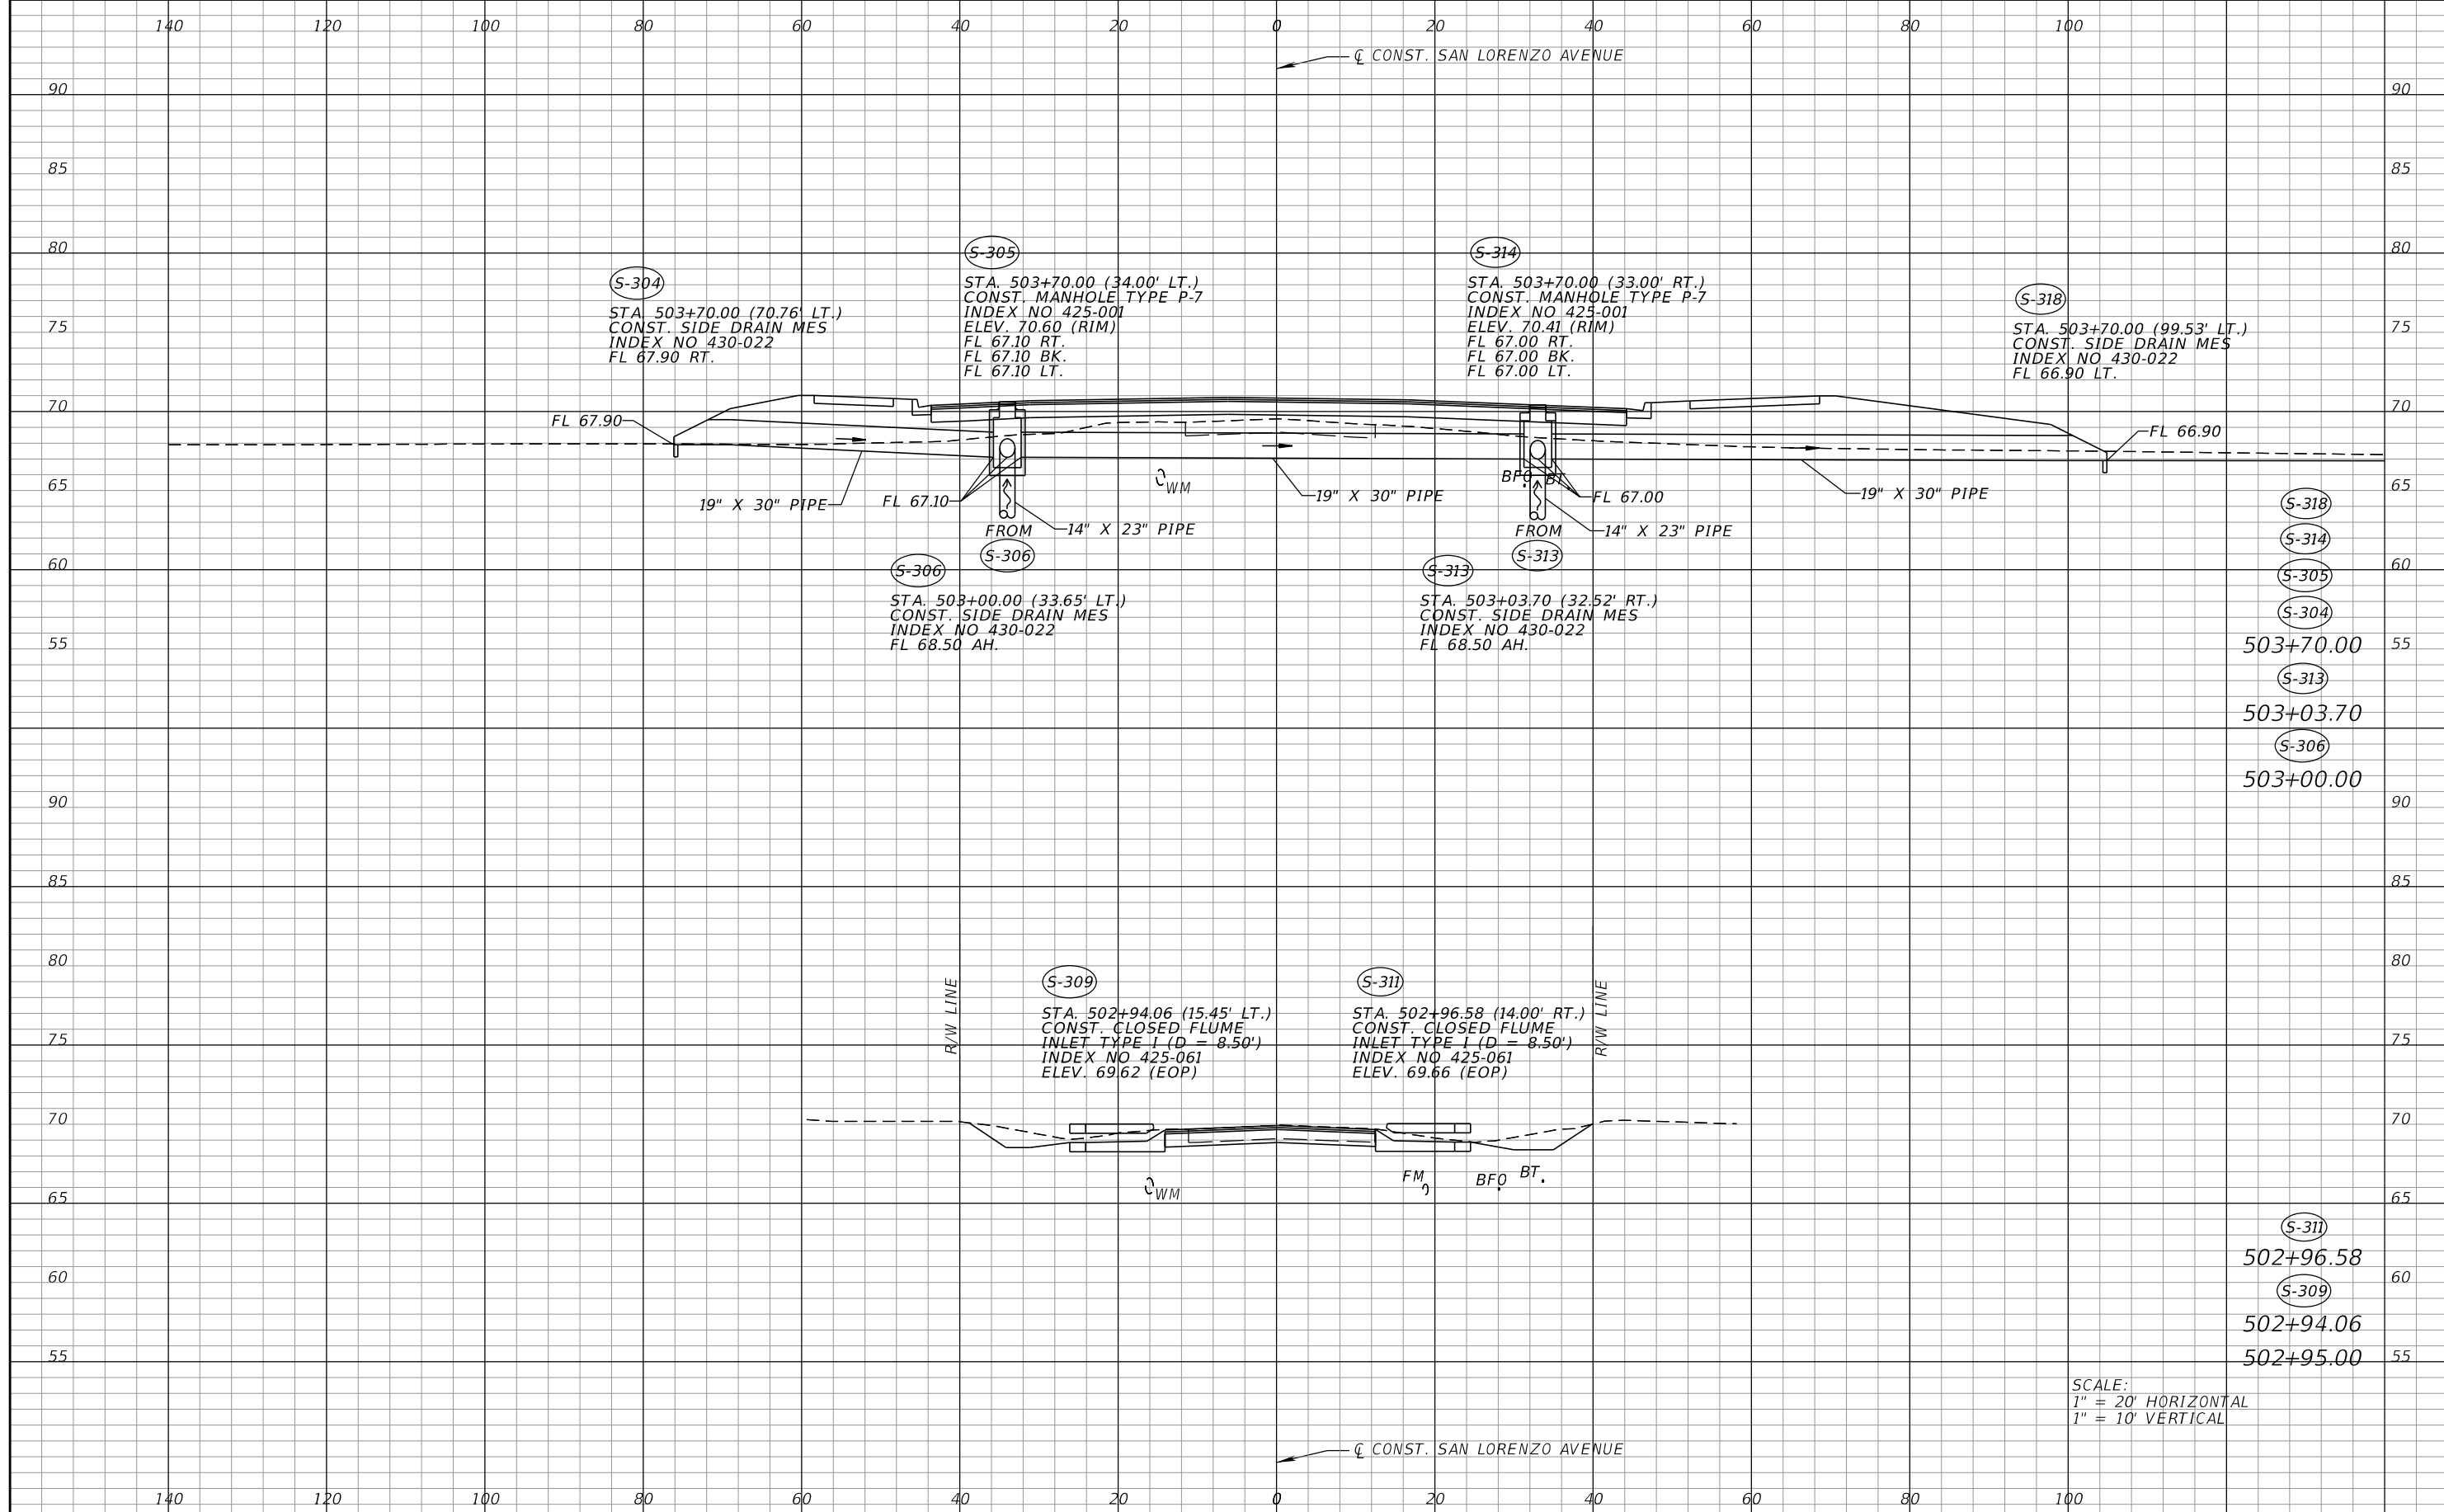 140 120 100 80 60 40 20 0 20 40 60 80 100
℄ CONST. SAN LORENZO AVENUE
90 90
85 85
80 80
S-304
STA. 503+70.00 (70.76' LT.)
CONST. SIDE DRAIN MES
INDEX NO 430-022
FL 67.90 RT.
S-305
STA. 503+70.00 (34.00' LT.)
CONST. MANHOLE TYPE P-7
INDEX NO 425-001
ELEV. 70.60 (RIM)
FL 67.10 RT.
FL 67.10 BK.
FL 67.10 LT.
S-314
STA. 503+70.00 (33.00' RT.)
CONST. MANHOLE TYPE P-7
INDEX NO 425-001
ELEV. 70.41 (RIM)
FL 67.00 RT.
FL 67.00 BK.
FL 67.00 LT.
S-318
STA. 503+70.00 (99.53' LT.)
CONST. SIDE DRAIN MES
INDEX NO 430-022
FL 66.90 LT.
75 75
70 70
FL 67.90
FL 66.90
65 65
19" X 30" PIPE
FL 67.10
WM
19" X 30" PIPE
BFO
BT
FL 67.00
19" X 30" PIPE
FROM
14" X 23" PIPE
S-306
FROM
14" X 23" PIPE
S-313
60 60
S-306
STA. 503+00.00 (33.65' LT.)
CONST. SIDE DRAIN MES
INDEX NO 430-022
FL 68.50 AH.
S-313
STA. 503+03.70 (32.52' RT.)
CONST. SIDE DRAIN MES
INDEX NO 430-022
FL 68.50 AH.
55 55
S-318
S-314
S-305
S-304
503+70.00
S-313
503+03.70
S-306
503+00.00
90 90
85 85
80 80
R/W LINE
S-309
STA. 502+94.06 (15.45' LT.)
CONST. CLOSED FLUME
INLET TYPE I (D = 8.50')
INDEX NO 425-061
ELEV. 69.62 (EOP)
S-311
STA. 502+96.58 (14.00' RT.)
CONST. CLOSED FLUME
INLET TYPE I (D = 8.50')
INDEX NO 425-061
ELEV. 69.66 (EOP)
R/W LINE
75 75
70 70
WM
FM
BFO
BT
65 65
60 60
55 55
S-311
502+96.58
S-309
502+94.06
502+95.00
SCALE:
1" = 20' HORIZONTAL
1" = 10' VERTICAL
℄ CONST. SAN LORENZO AVENUE
140 120 100 80 60 40 20 0 20 40 60 80 100